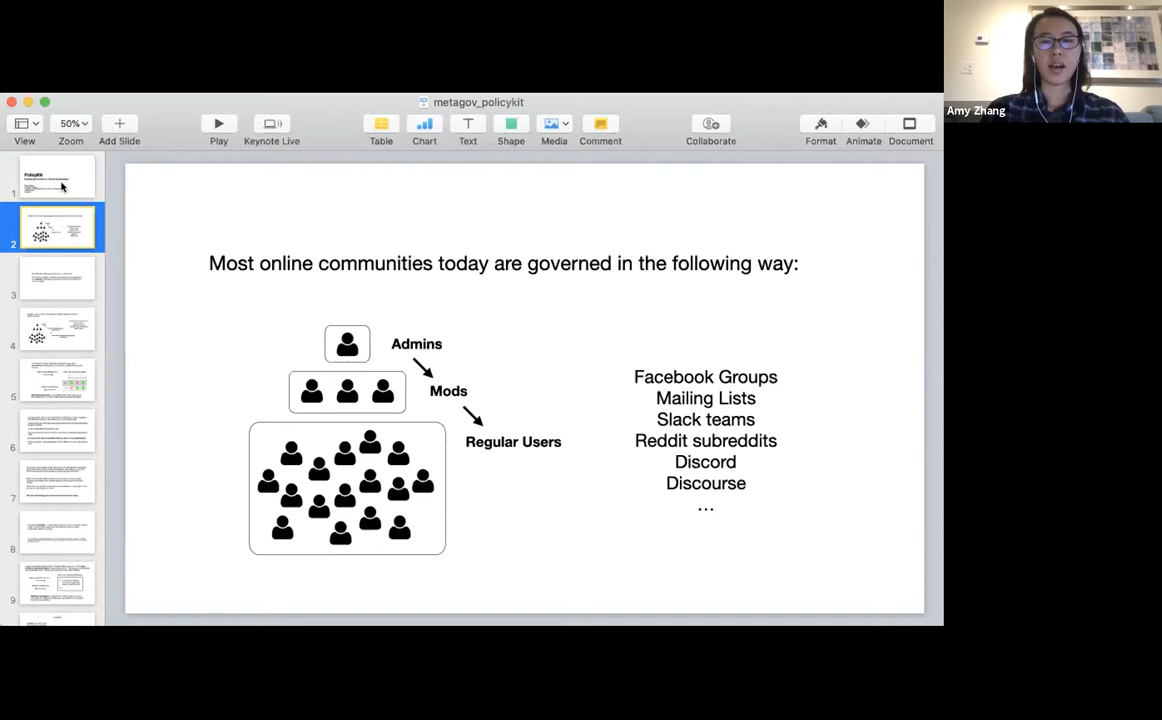 Amy Zhang
metagov_policykit
50%
View
Zoom
Add Slide
Play
Keynote Live
Table
Chart
Text
Shape
Media
Comment
Collaborate
Format
Animate
Document
PolicyKit
1
2
3
4
5
6
7
8
9
Most online communities today are governed in the following way:
Admins
Mods
Regular Users
Facebook Groups
Mailing Lists
Slack teams
Reddit subreddits
Discord
Discourse
...